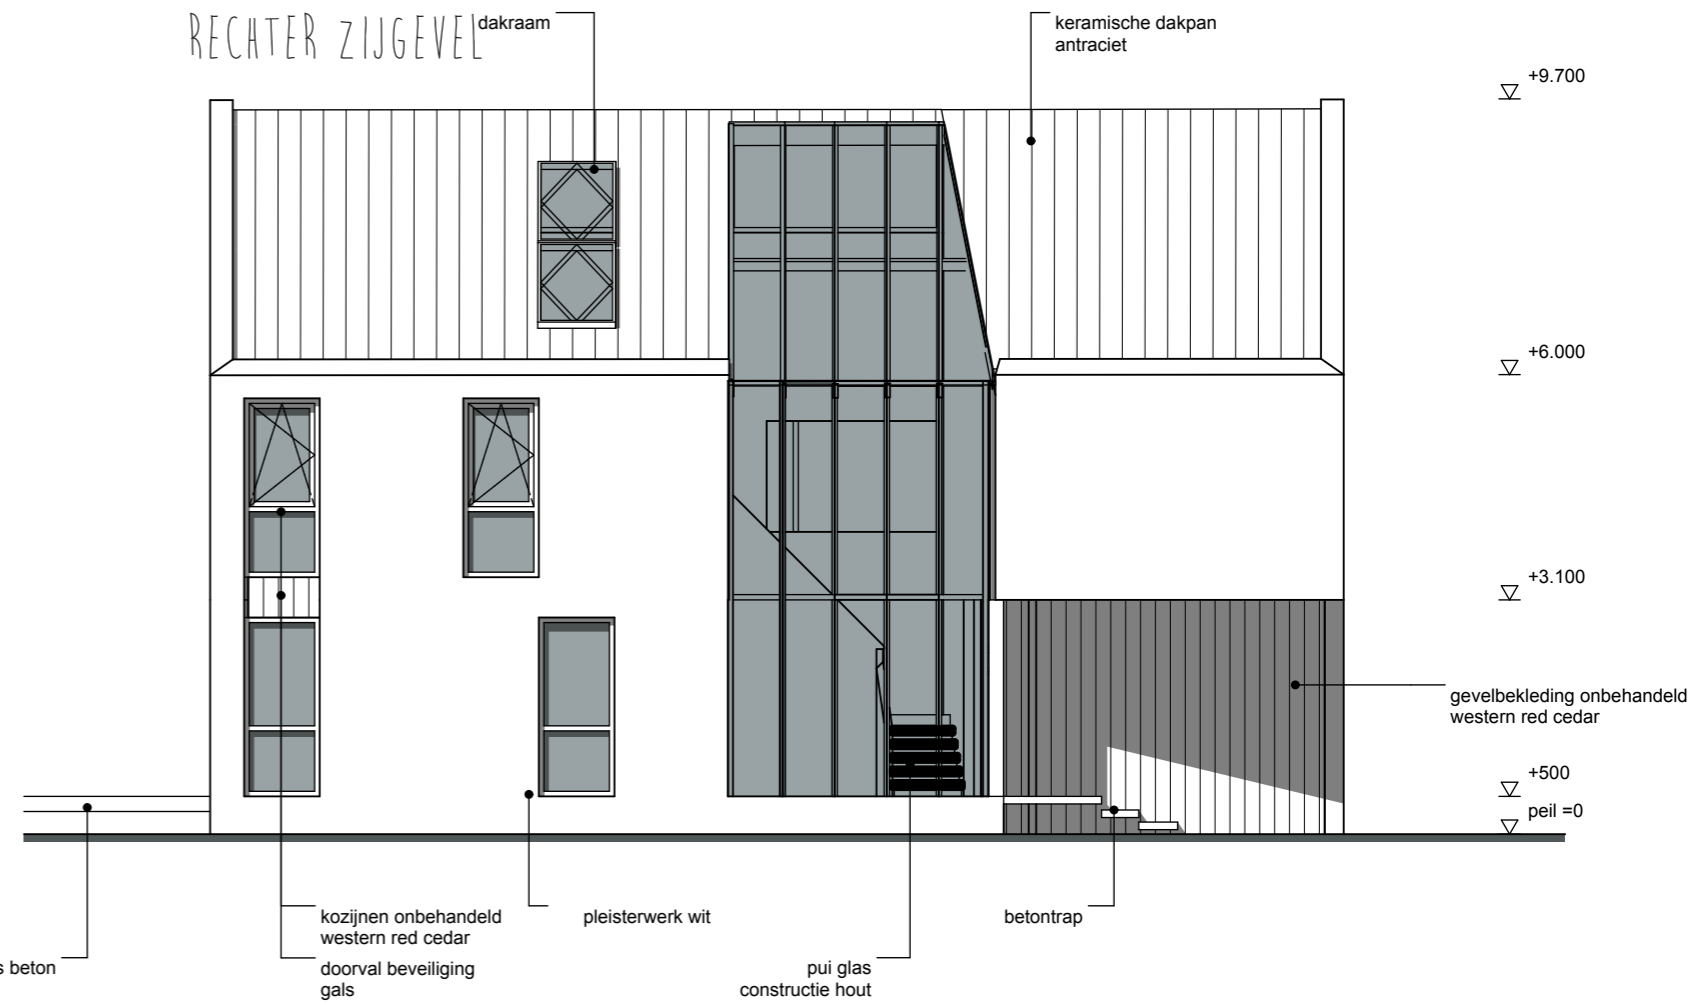 RECHTER ZIJGEVEL
dakraam
keramische dakpan
antraciet
+9.700
+6.000
+3.100
gevelbekleding onbehandeld
western red cedar
+500
peil =0
kozijnen onbehandeld
western red cedar
pleisterwerk wit
betontrap
s beton
doorval beveiliging
gals
pui glas
constructie hout